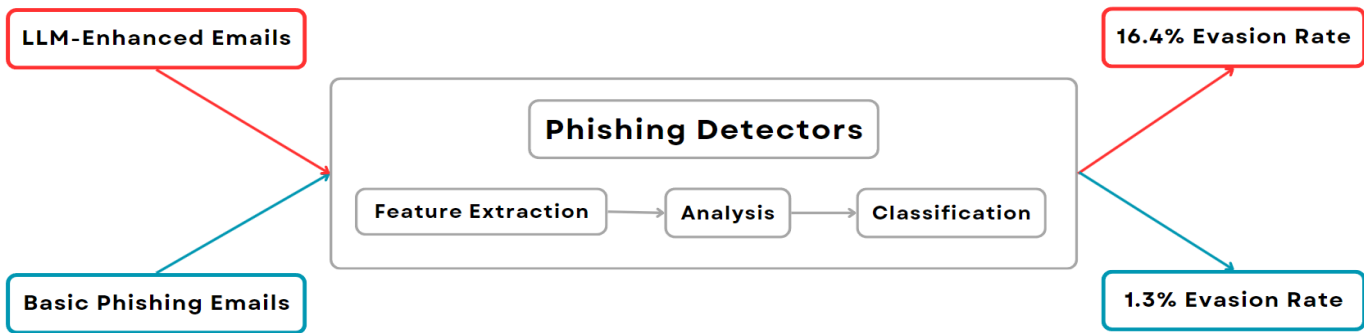 LLM-Enhanced Emails
16.4% Evasion Rate
Phishing Detectors
Feature Extraction
Analysis
Classification
Basic Phishing Emails
1.3% Evasion Rate